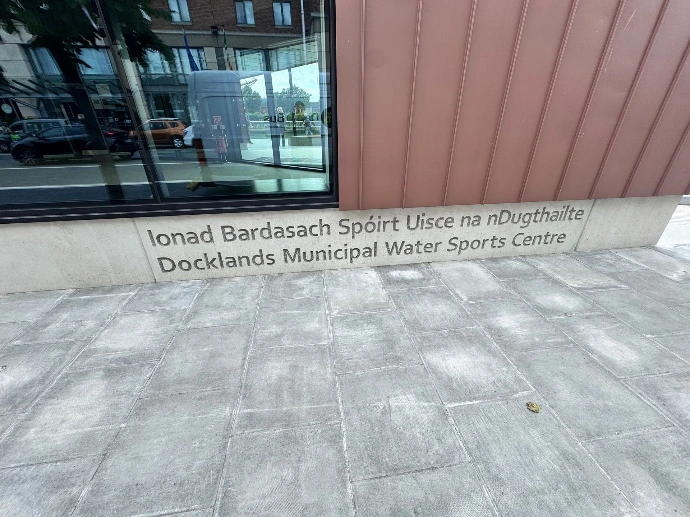 Ionad Bardasach Spóirt Uisce na nDugthailte
Docklands Municipal Water Sports Centre